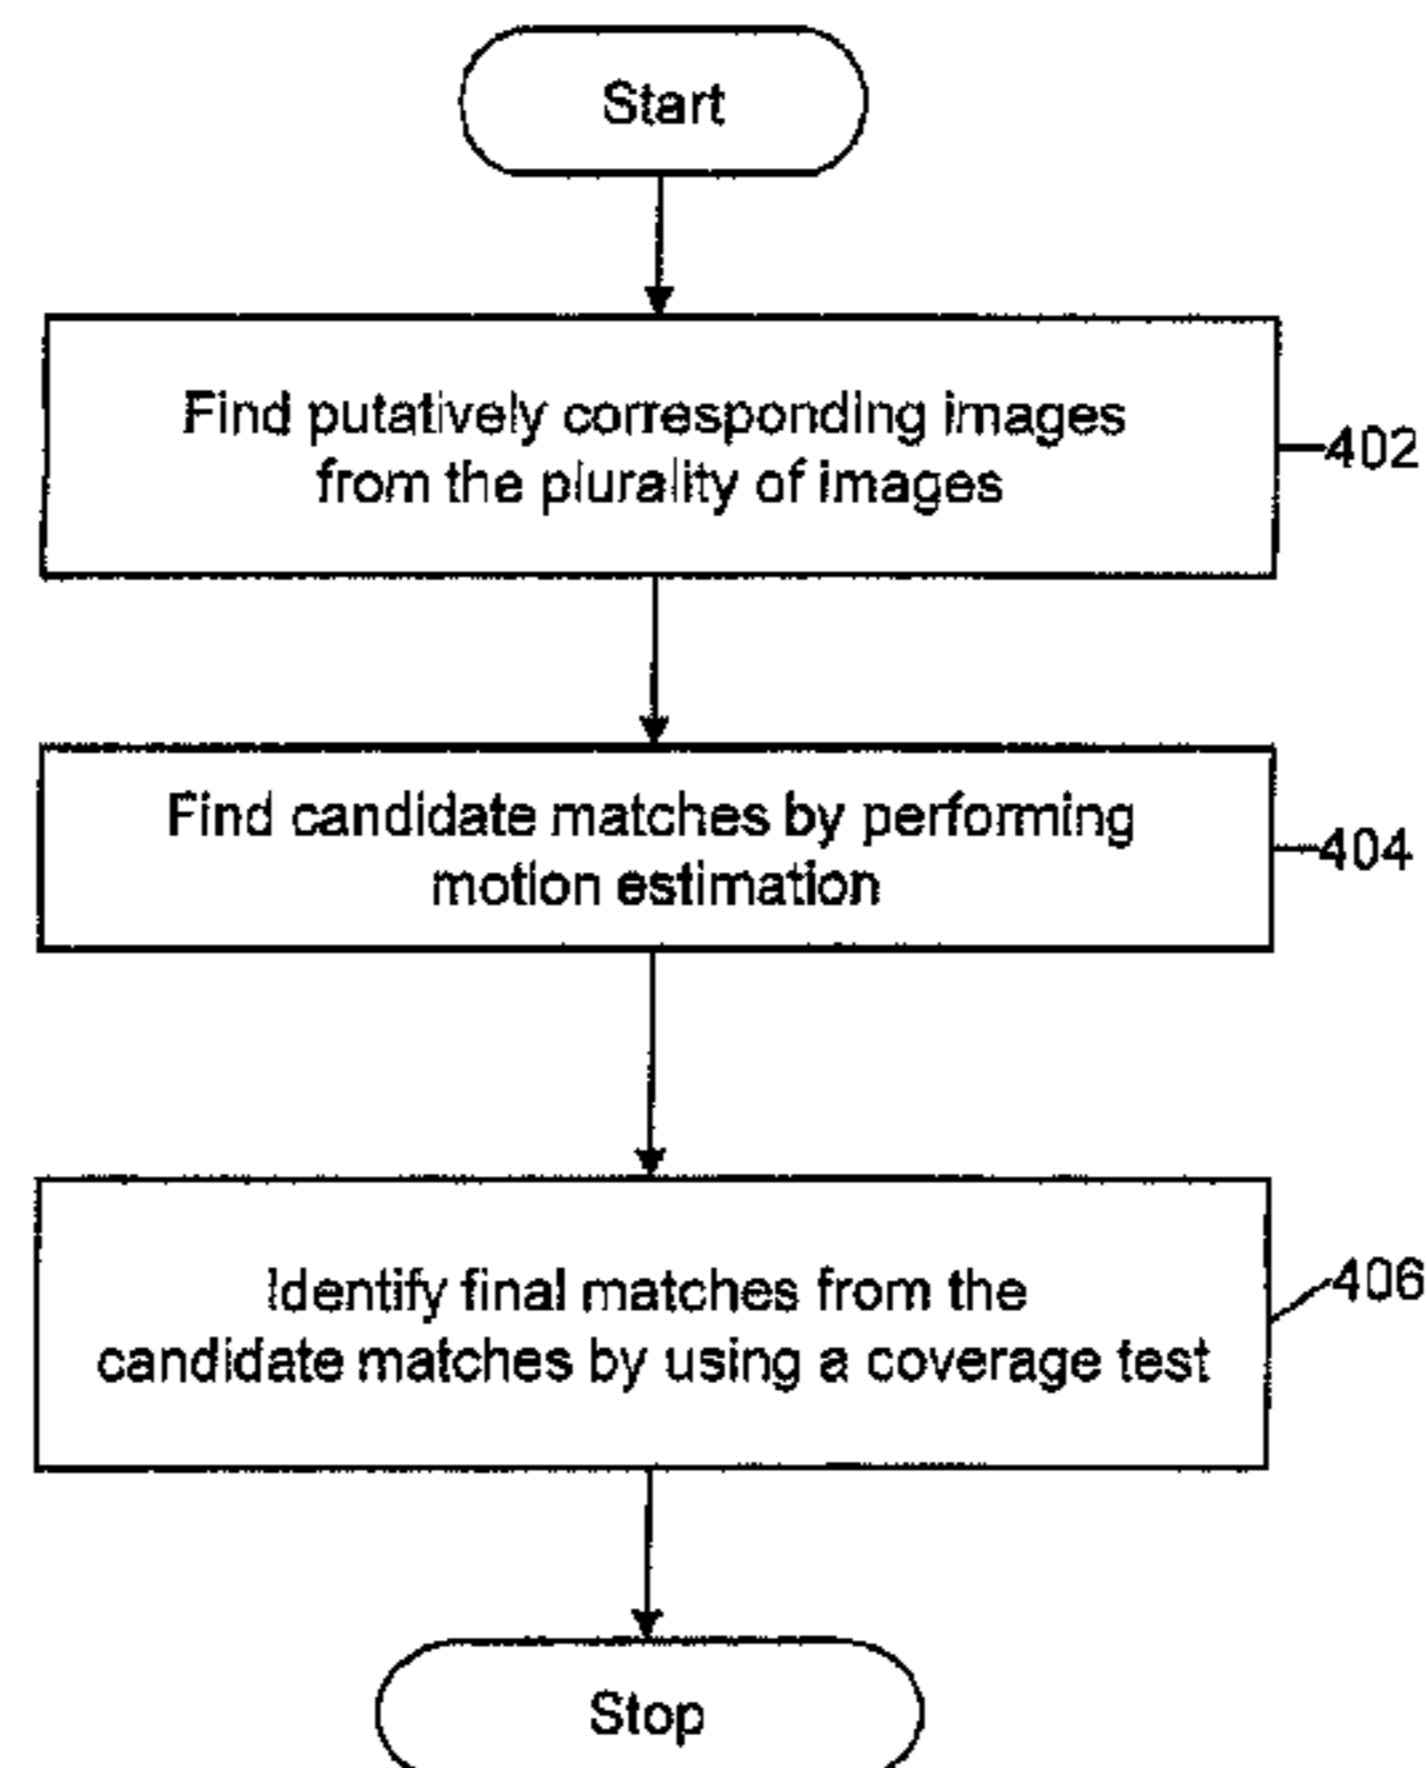 Start
Find putatively corresponding images
from the plurality of images
402
Find candidate matches by performing
motion estimation
404
Identify final matches from the
candidate matches by using a coverage test
406
Stop